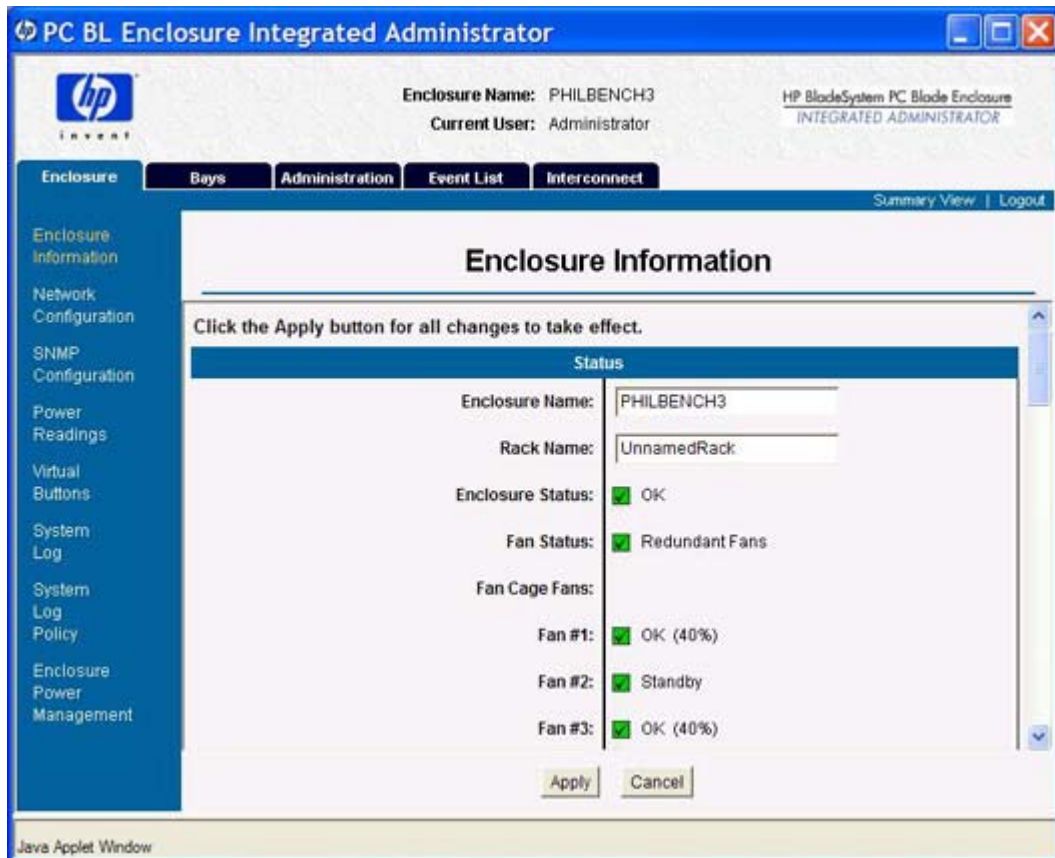 PC BL Enclosure Integrated Administrator
hp
invent
Enclosure Name: PHILBENCH3
Current User: Administrator
HP BladeSystem PC Blade Enclosure
INTEGRATED ADMINISTRATOR
Enclosure
Bays
Administration
Event List
Interconnect
Summary View | Logout
Enclosure
Information
Network
Configuration
SNMP
Configuration
Power
Readings
Virtual
Buttons
System
Log
System
Log
Policy
Enclosure
Power
Management
Enclosure Information
Click the Apply button for all changes to take effect.
Status
Enclosure Name: PHILBENCH3
Rack Name: UnnamedRack
Enclosure Status: OK
Fan Status: Redundant Fans
Fan Cage Fans:
Fan #1: OK (40%)
Fan #2: Standby
Fan #3: OK (40%)
Apply
Cancel
Java Applet Window